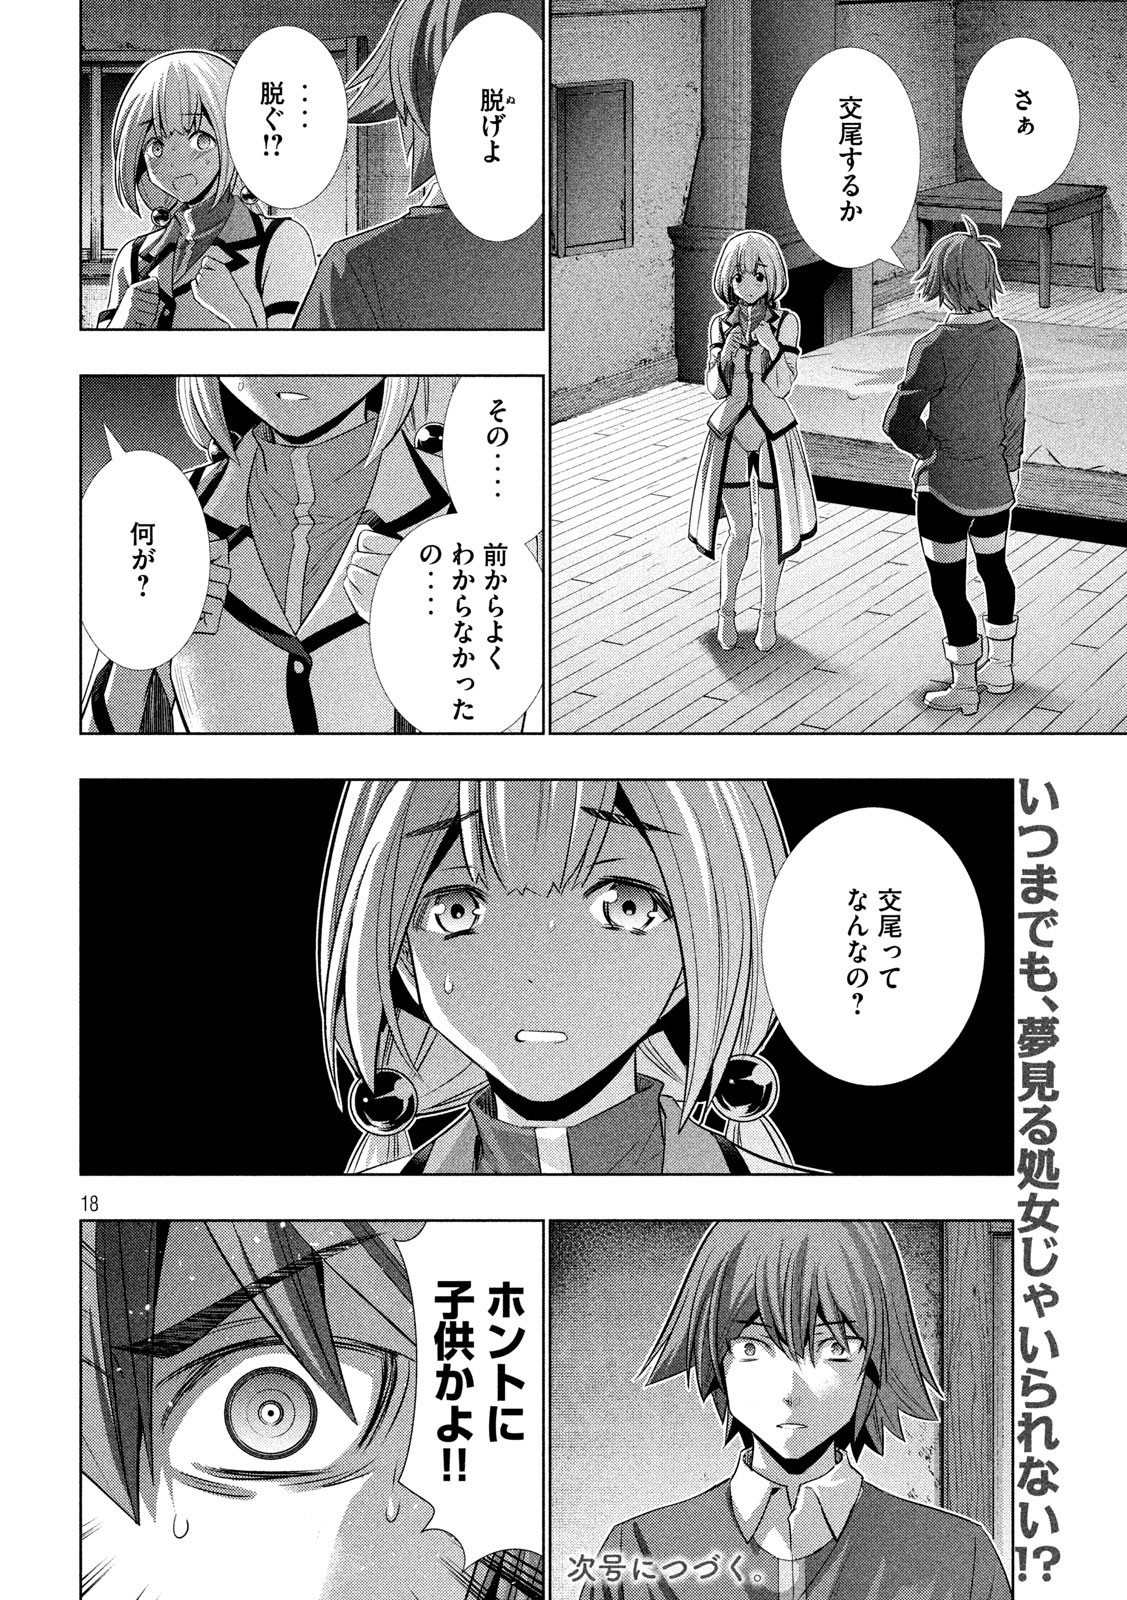 さぁ
交尾するか
脱げよ
ぬ
‥‥
脱ぐ!?
その‥‥
前からよく
わからなかった
の‥‥
何が?
交尾って
なんなの?
いつまでも、夢見る処女じゃいられない!?
18
次号につづく。
ホントに
子供かよ!!